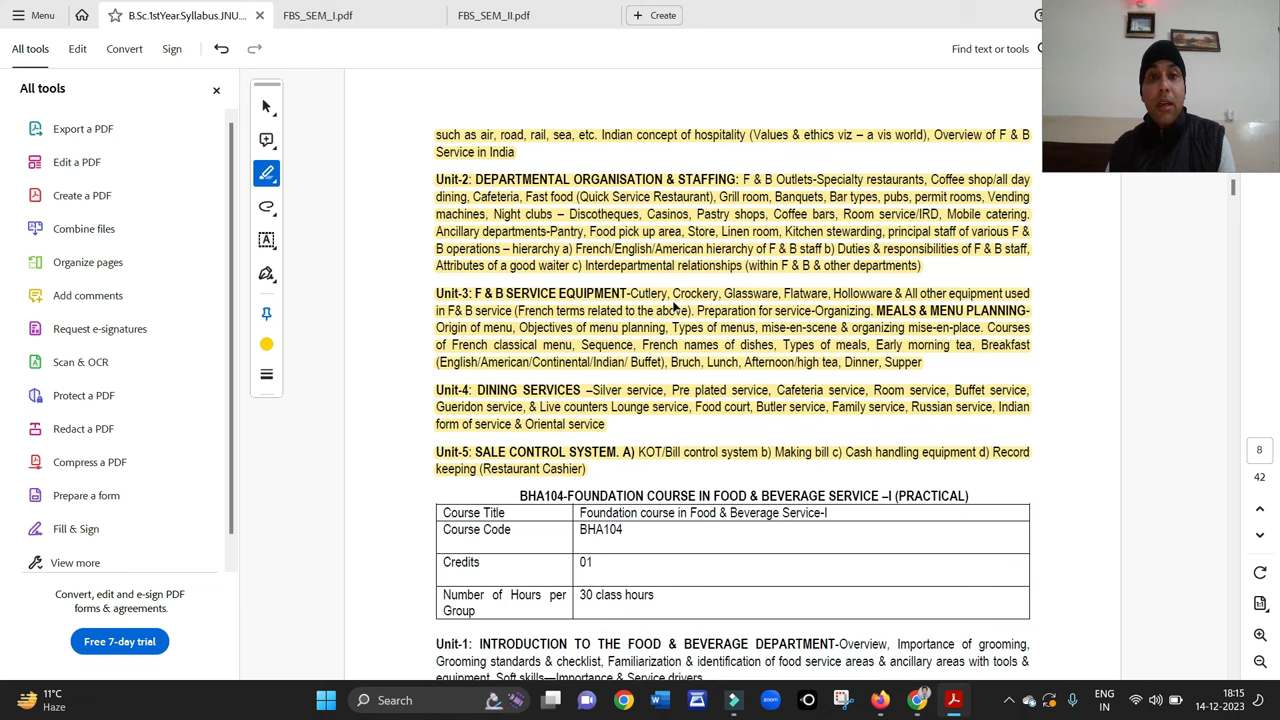 Menu
B.Sc.1stYear.Syllabus.JNU...
FBS_SEM_I.pdf
FBS_SEM_II.pdf
Create
All tools
Edit
Convert
Sign
Find text or tools
All tools
Export a PDF
Edit a PDF
Create a PDF
Combine files
Organize pages
Add comments
Request e-signatures
Scan & OCR
Protect a PDF
Redact a PDF
Compress a PDF
Prepare a form
Fill & Sign
View more
Convert, edit and e-sign PDF
forms & agreements.
Free 7-day trial
such as air, road, rail, sea, etc. Indian concept of hospitality (Values & ethics viz – a vis world), Overview of F & B
Service in India
Unit-2: DEPARTMENTAL ORGANISATION & STAFFING: F & B Outlets-Specialty restaurants, Coffee shop/all day
dining, Cafeteria, Fast food (Quick Service Restaurant), Grill room, Banquets, Bar types, pubs, permit rooms, Vending
machines, Night clubs – Discotheques, Casinos, Pastry shops, Coffee bars, Room service/IRD, Mobile catering.
Ancillary departments-Pantry, Food pick up area, Store, Linen room, Kitchen stewarding, principal staff of various F &
B operations – hierarchy a) French/English/American hierarchy of F & B staff b) Duties & responsibilities of F & B staff,
Attributes of a good waiter c) Interdepartmental relationships (within F & B & other departments)
Unit-3: F & B SERVICE EQUIPMENT-Cutlery, Crockery, Glassware, Flatware, Hollowware & All other equipment used
in F& B service (French terms related to the above). Preparation for service-Organizing. MEALS & MENU PLANNING-
Origin of menu, Objectives of menu planning, Types of menus, mise-en-scene & organizing mise-en-place. Courses
of French classical menu, Sequence, French names of dishes, Types of meals, Early morning tea, Breakfast
(English/American/Continental/Indian/ Buffet), Bruch, Lunch, Afternoon/high tea, Dinner, Supper
Unit-4: DINING SERVICES –Silver service, Pre plated service, Cafeteria service, Room service, Buffet service,
Gueridon service, & Live counters Lounge service, Food court, Butler service, Family service, Russian service, Indian
form of service & Oriental service
Unit-5: SALE CONTROL SYSTEM. A) KOT/Bill control system b) Making bill c) Cash handling equipment d) Record
keeping (Restaurant Cashier)
BHA104-FOUNDATION COURSE IN FOOD & BEVERAGE SERVICE –I (PRACTICAL)
Course Title Foundation course in Food & Beverage Service-I
Course Code BHA104
Credits 01
Number of Hours per 30 class hours
Group
Unit-1: INTRODUCTION TO THE FOOD & BEVERAGE DEPARTMENT-Overview, Importance of grooming,
Grooming standards & checklist, Familiarization & identification of food service areas & ancillary areas with tools &
equipment, Soft skills—Importance & Service drivers
8
42
11°C
Haze
Search
zoom
ENG
IN
18:15
14-12-2023